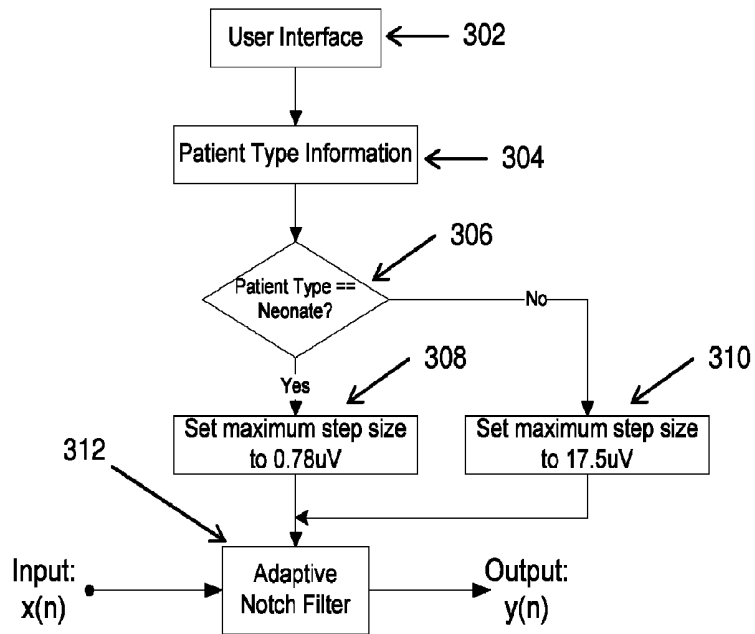 User Interface
302
Patient Type Information
304
306
Patient Type ==
Neonate?
No
Yes
308
310
Set maximum step size
to 0.78uV
Set maximum step size
to 17.5uV
312
Input:
x(n)
Adaptive
Notch Filter
Output:
y(n)